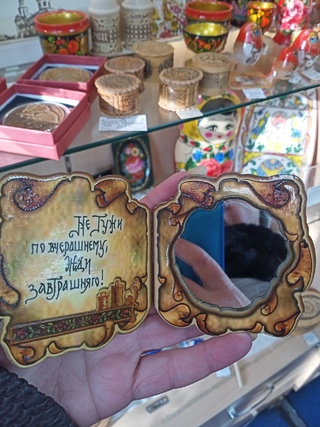 Не тужи
по вчерашнему,
жди
завтрашнего!